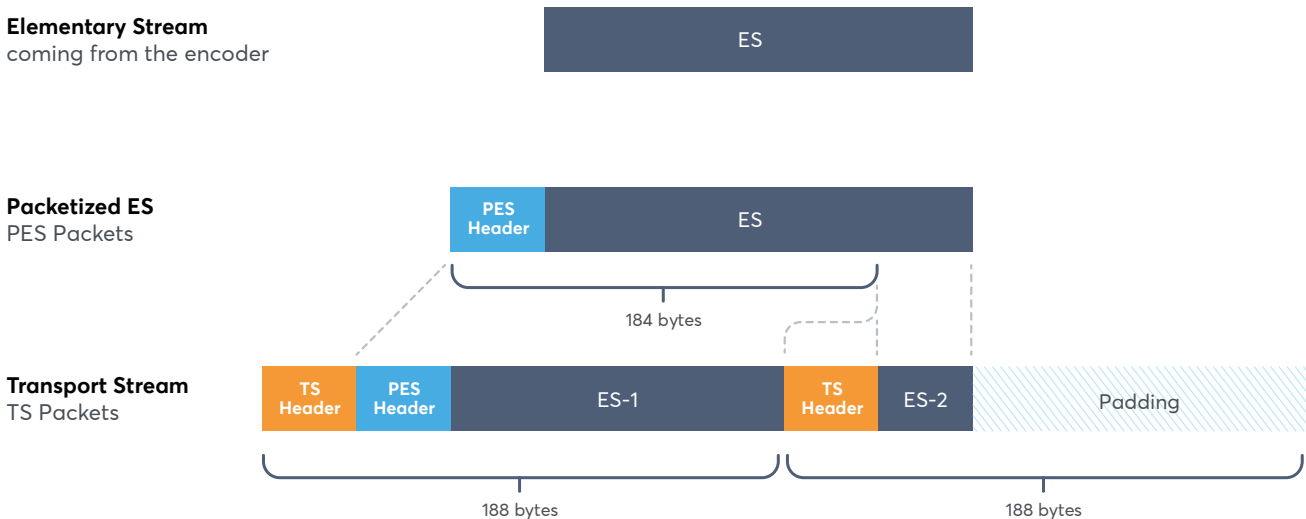 Elementary Stream
coming from the encoder
ES
Packetized ES
PES Packets
PES
Header
ES
184 bytes
Transport Stream
TS Packets
TS
Header
PES
Header
ES-1
TS
Header
ES-2
Padding
188 bytes
188 bytes